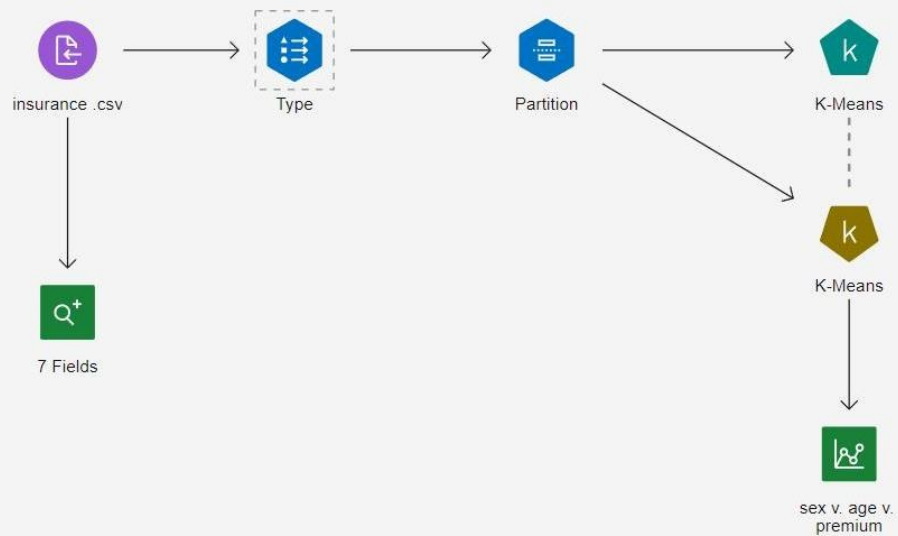 insurance .csv
Type
Partition
k
K-Means
k
K-Means
7 Fields
sex v. age v.
premium